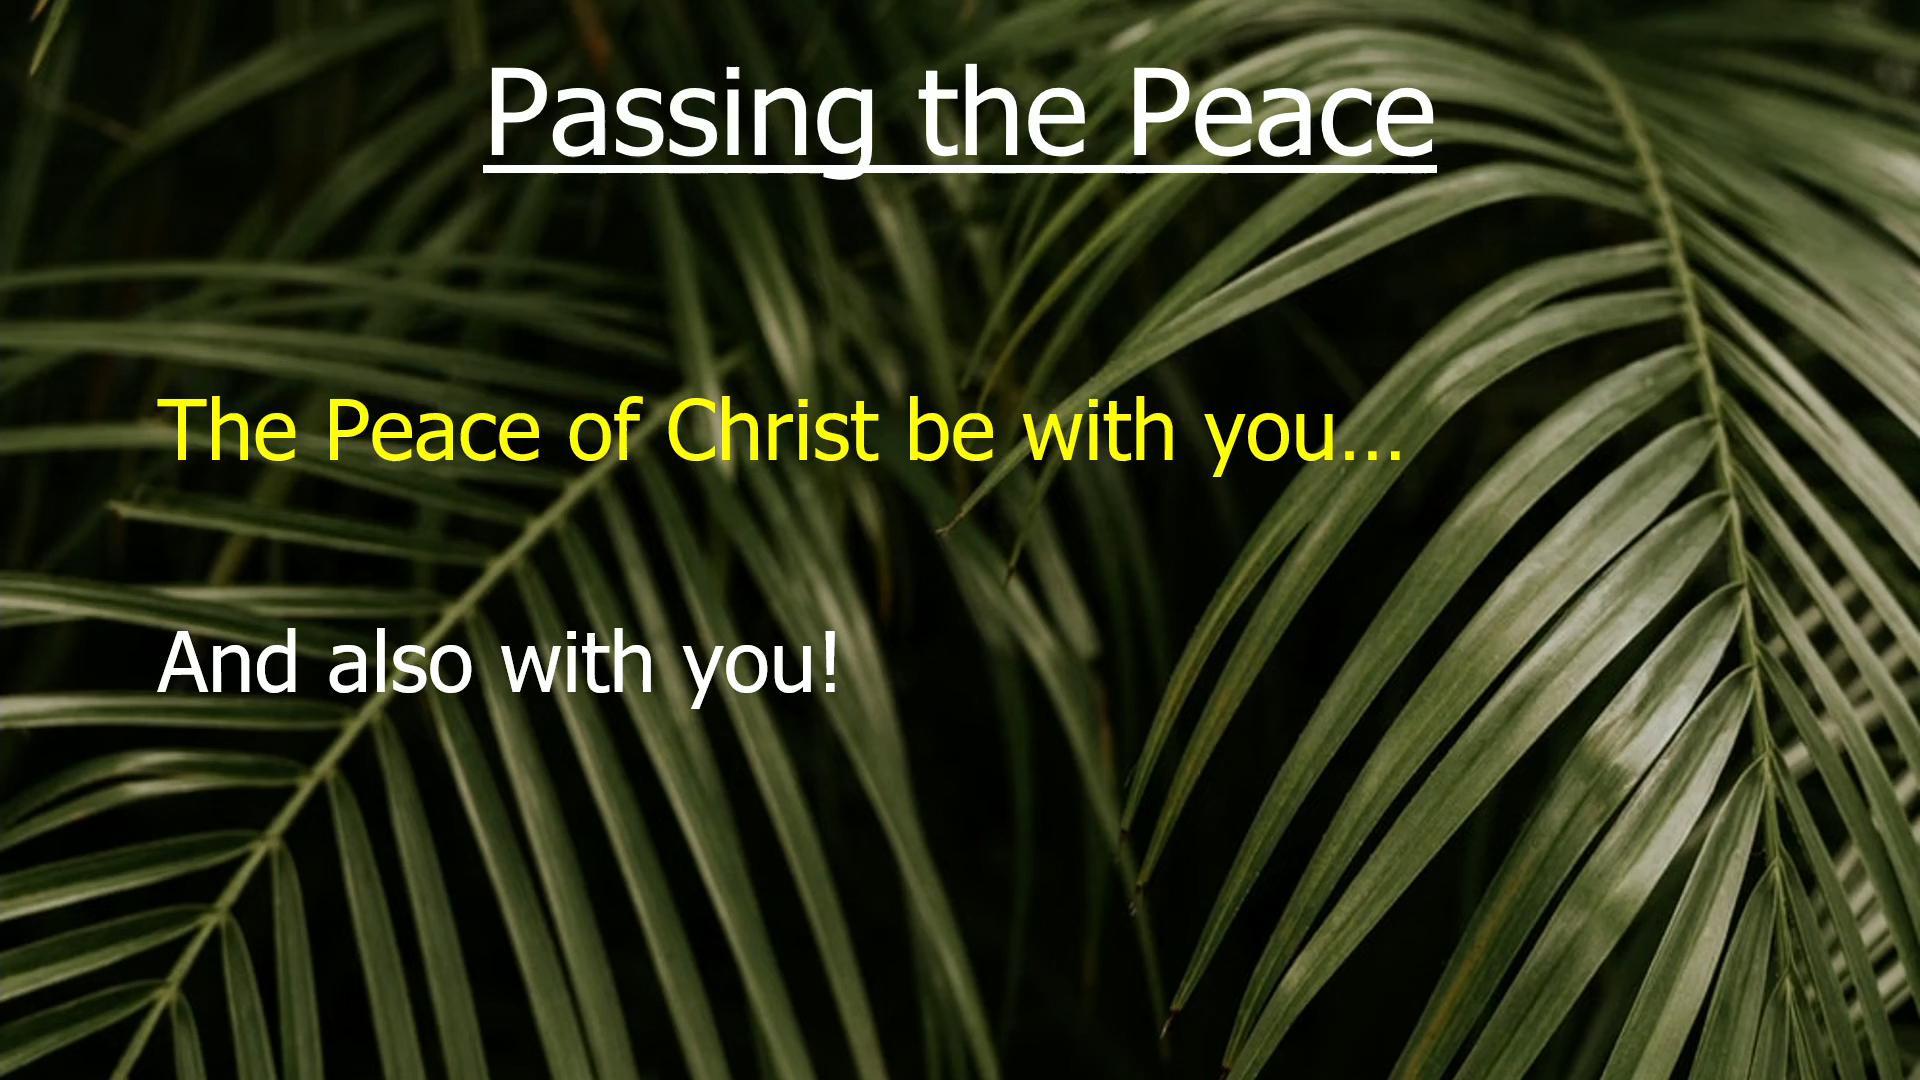 Passing the Peace
The Peace of Christ be with you…
And also with you!